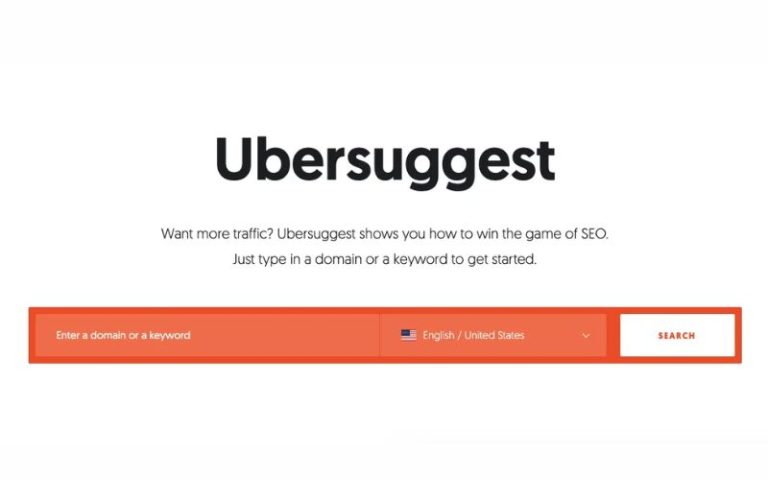 Ubersuggest
Want more traffic? Ubersuggest shows you how to win the game of SEO.
Just type in a domain or a keyword to get started.
Enter a domain or a keyword
English / United States
SEARCH